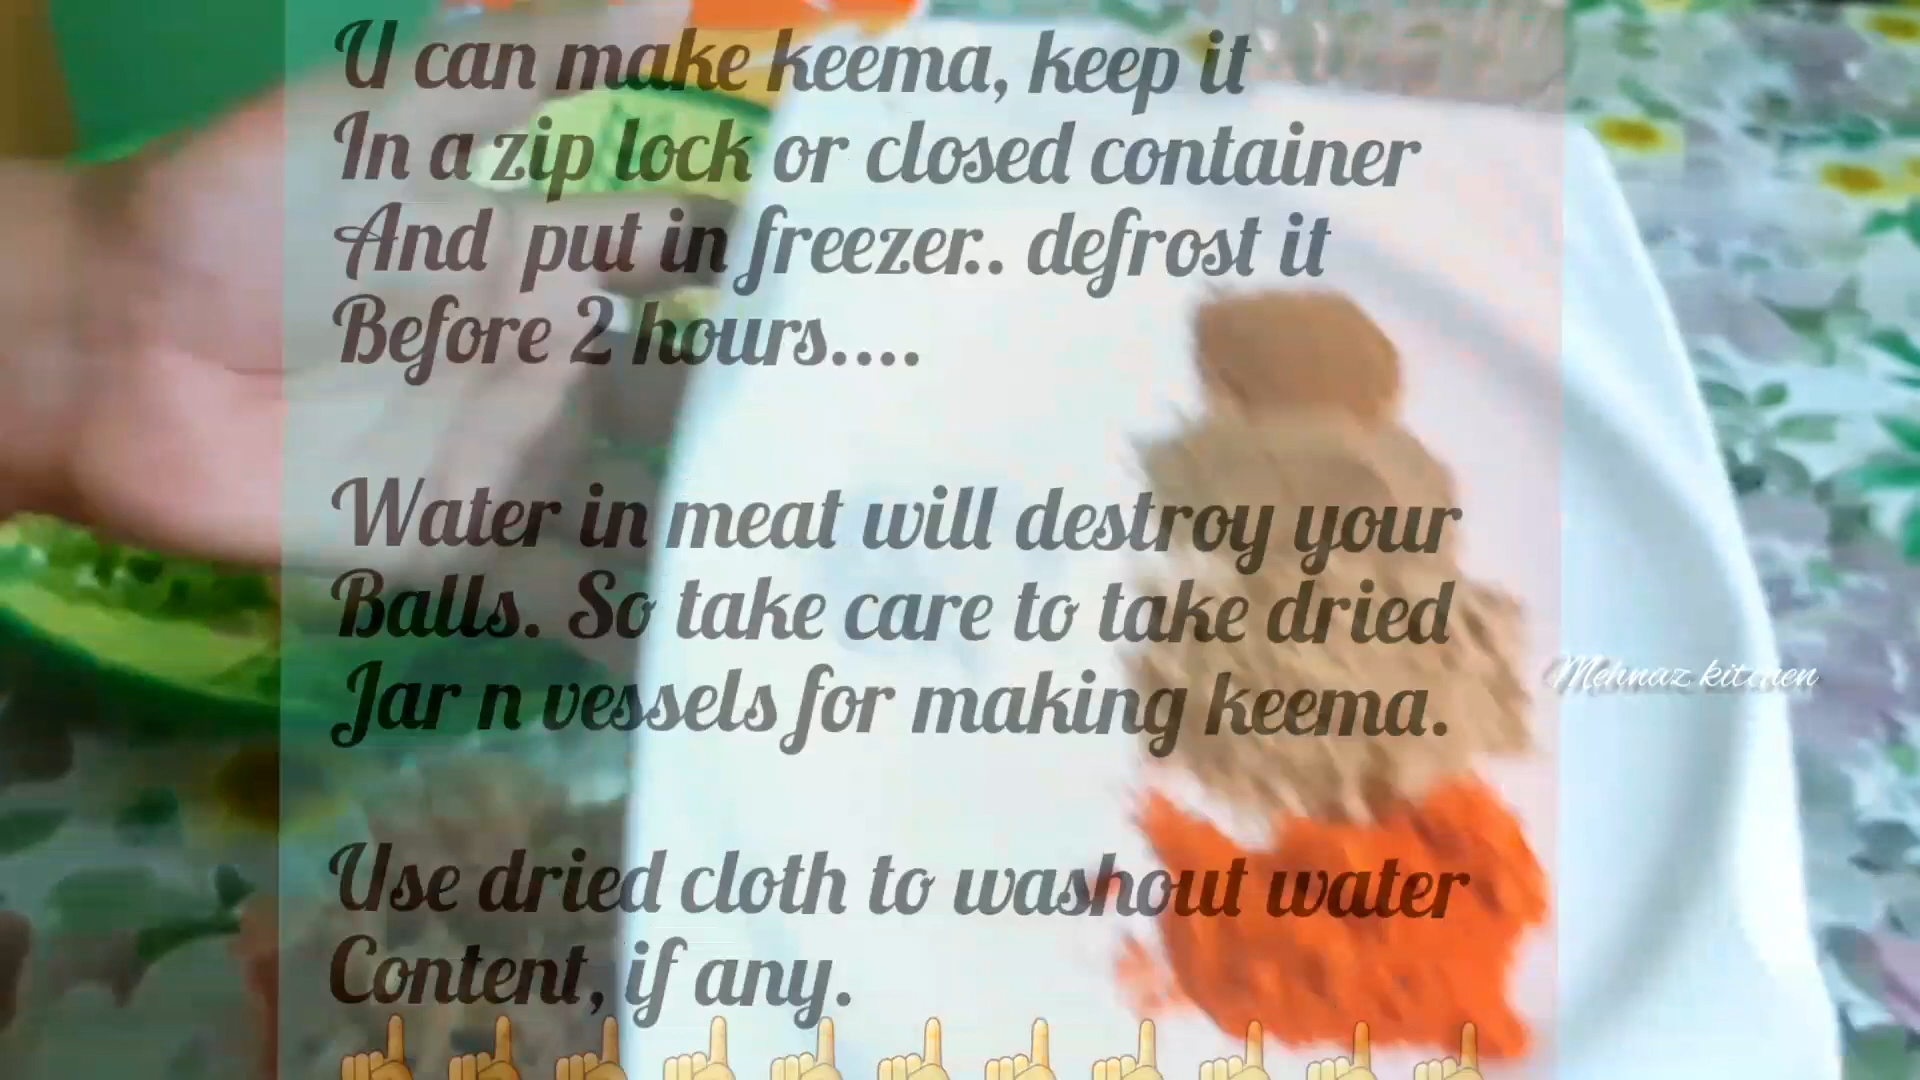 U can make keema, keep it
In a zip lock or closed container
And put in freezer.. defrost it
Before 2 hours....
Water in meat will destroy your
Balls. So take care to take dried
Jar n vessels for making keema.
Mehnaz kitchen
Use dried cloth to washout water
Content, if any.